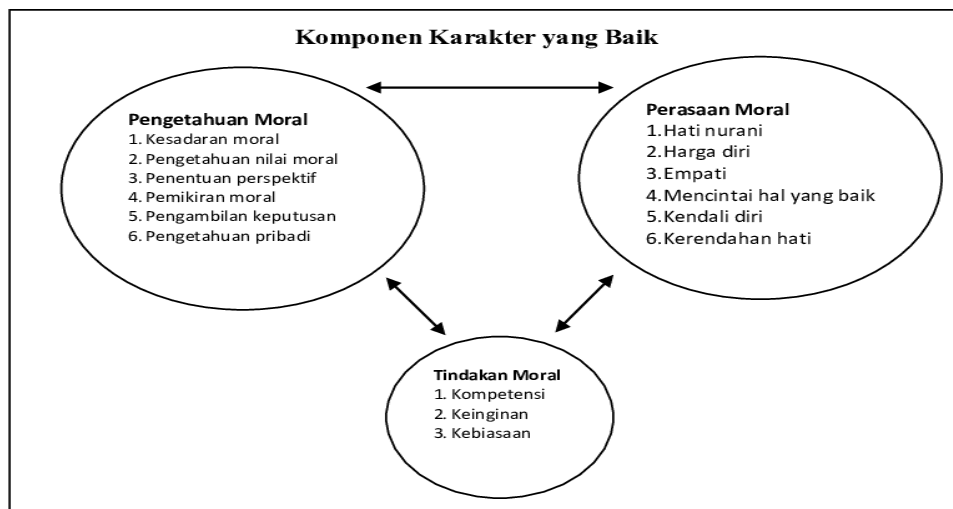 Komponen Karakter yang Baik
Pengetahuan Moral
1. Kesadaran moral
2. Pengetahuan nilai moral
3. Penentuan perspektif
4. Pemikiran moral
5. Pengambilan keputusan
6. Pengetahuan pribadi
Perasaan Moral
1.Hati nurani
2.Harga diri
3.Empati
4.Mencintai hal yang baik
5.Kendali diri
6.Kerendahan hati
Tindakan Moral
1. Kompetensi
2. Keinginan
3. Kebiasaan